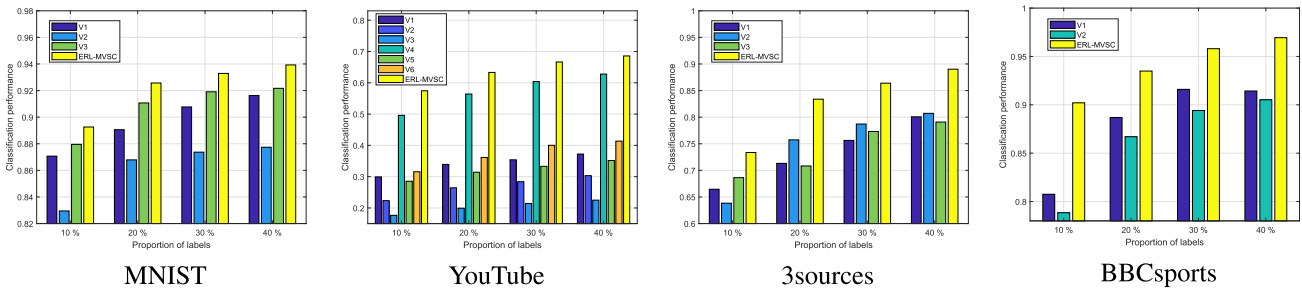 0.98
0.96
0.94
0.92
0.9
0.88
0.86
0.84
0.82
Classification performance
V1
V2
V3
ERL-MVSC
10 % 20 % 30 % 40 %
Proportion of labels
MNIST
0.8
0.7
0.6
0.5
0.4
0.3
0.2
Classification performance
V1
V2
V3
V4
V5
V6
ERL-MVSC
10 % 20 % 30 % 40 %
Proportion of labels
YouTube
1
0.95
0.9
0.85
0.8
0.75
0.7
0.65
0.6
Classification performance
V1
V2
V3
ERL-MVSC
10 % 20 % 30 % 40 %
Proportion of labels
3sources
1
0.95
0.9
0.85
0.8
Classification performance
V1
V2
ERL-MVSC
10 % 20 % 30 % 40 %
Proportion of labels
BBCsports